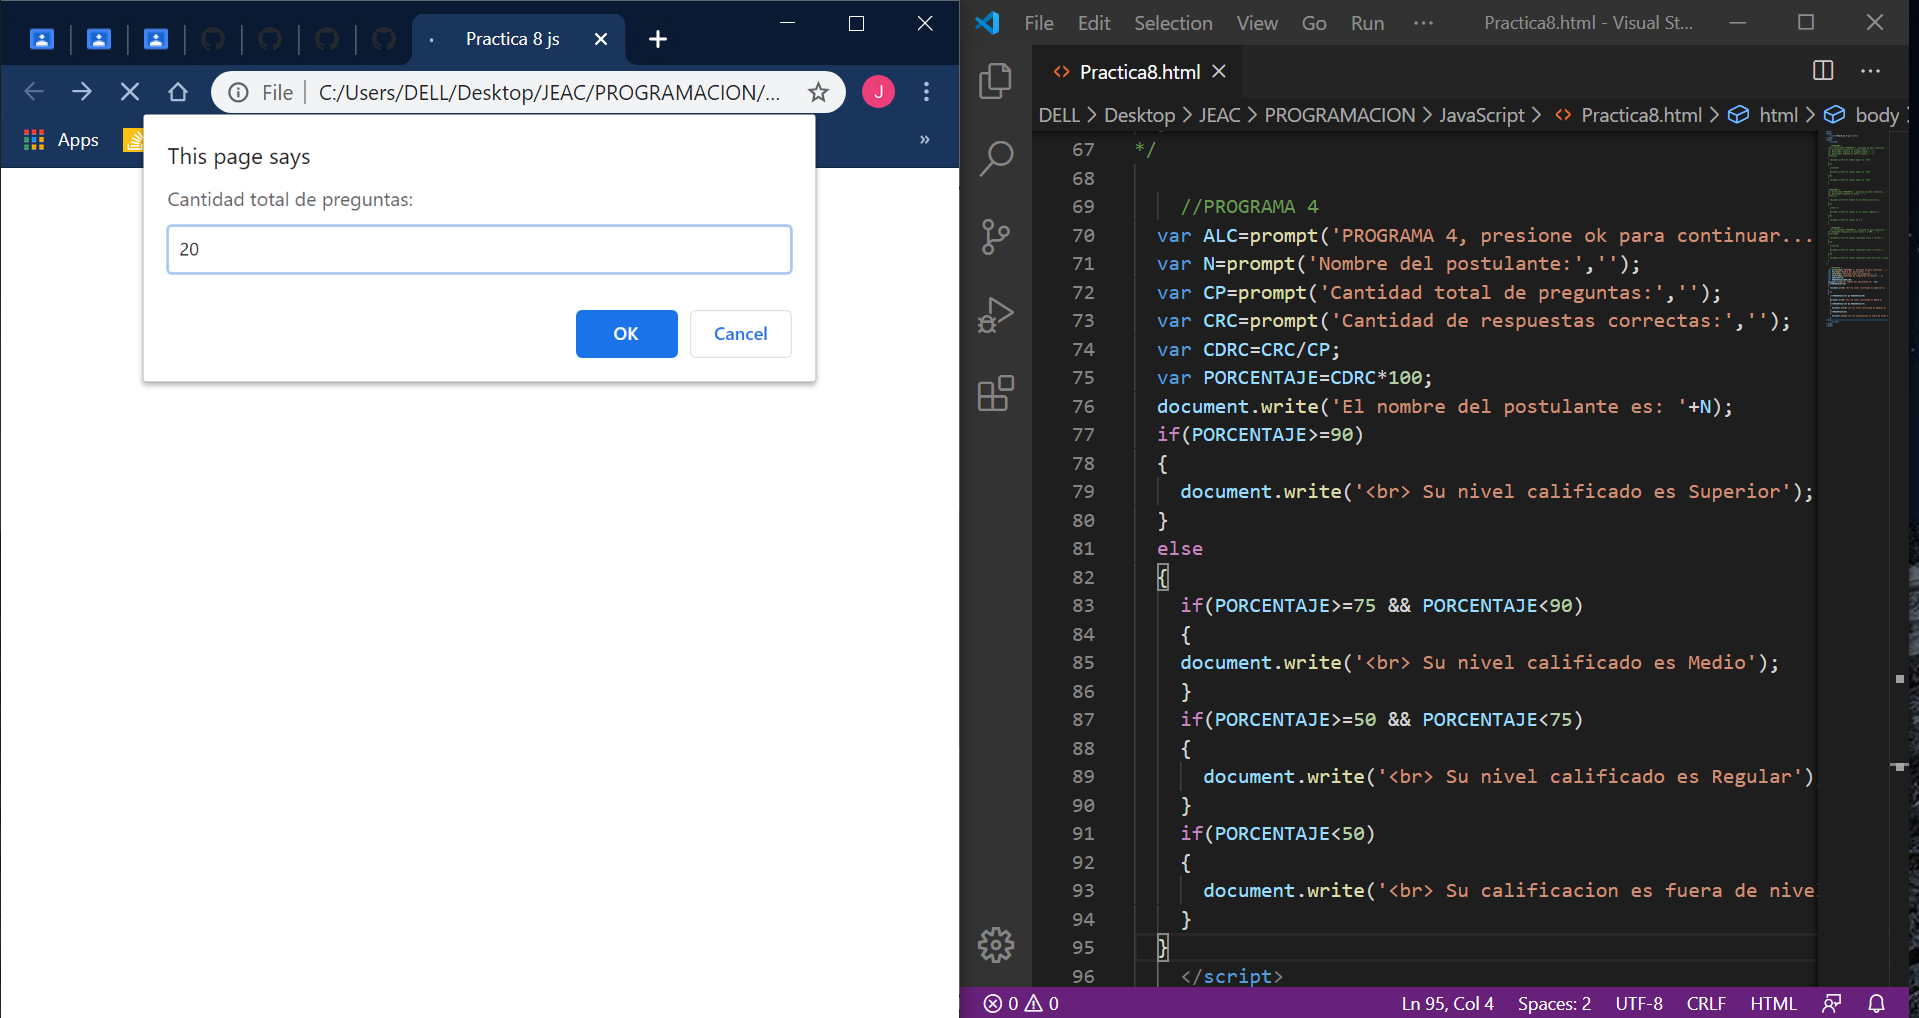 Practica 8 js
File C:/Users/DELL/Desktop/JEAC/PROGRAMACION/...
J
Apps
»
This page says
Cantidad total de preguntas:
20
OK Cancel
File Edit Selection View Go Run ··· Practica8.html - Visual St...
Practica8.html
DELL > Desktop > JEAC > PROGRAMACION > JavaScript > Practica8.html > html > body
67 */
68
69 //PROGRAMA 4
70 var ALC=prompt('PROGRAMA 4, presione ok para continuar...
71 var N=prompt('Nombre del postulante:','');
72 var CP=prompt('Cantidad total de preguntas:','');
73 var CRC=prompt('Cantidad de respuestas correctas:','');
74 var CDRC=CRC/CP;
75 var PORCENTAJE=CDRC*100;
76 document.write('El nombre del postulante es: '+N);
77 if(PORCENTAJE>=90)
78 {
79 document.write('<br> Su nivel calificado es Superior');
80 }
81 else
82 {
83 if(PORCENTAJE>=75 && PORCENTAJE<90)
84 {
85 document.write('<br> Su nivel calificado es Medio');
86 }
87 if(PORCENTAJE>=50 && PORCENTAJE<75)
88 {
89 document.write('<br> Su nivel calificado es Regular')
90 }
91 if(PORCENTAJE<50)
92 {
93 document.write('<br> Su calificacion es fuera de nive
94 }
95 }
96 </script>
0 0 Ln 95, Col 4 Spaces: 2 UTF-8 CRLF HTML